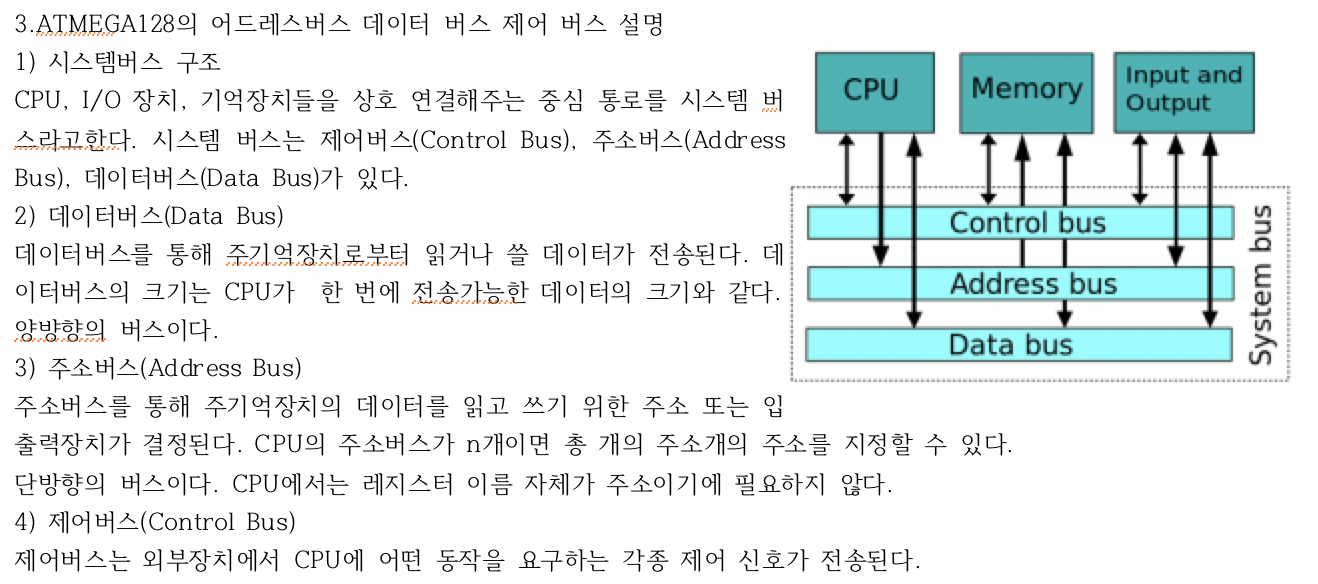 3.ATMEGA128의 어드레스버스 데이터 버스 제어 버스 설명
1) 시스템버스 구조
CPU, I/O 장치, 기억장치들을 상호 연결해주는 중심 통로를 시스템 버
스라고한다. 시스템 버스는 제어버스(Control Bus), 주소버스(Address
Bus), 데이터버스(Data Bus)가 있다.
2) 데이터버스(Data Bus)
데이터버스를 통해 주기억장치로부터 읽거나 쓸 데이터가 전송된다. 데
이터버스의 크기는 CPU가 한 번에 전송가능한 데이터의 크기와 같다.
양방향의 버스이다.
3) 주소버스(Address Bus)
주소버스를 통해 주기억장치의 데이터를 읽고 쓰기 위한 주소 또는 입
출력장치가 결정된다. CPU의 주소버스가 n개이면 총 개의 주소개의 주소를 지정할 수 있다.
단방향의 버스이다. CPU에서는 레지스터 이름 자체가 주소이기에 필요하지 않다.
4) 제어버스(Control Bus)
제어버스는 외부장치에서 CPU에 어떤 동작을 요구하는 각종 제어 신호가 전송된다.
CPU
Memory
Input and
Output
Control bus
Address bus
Data bus
System bus